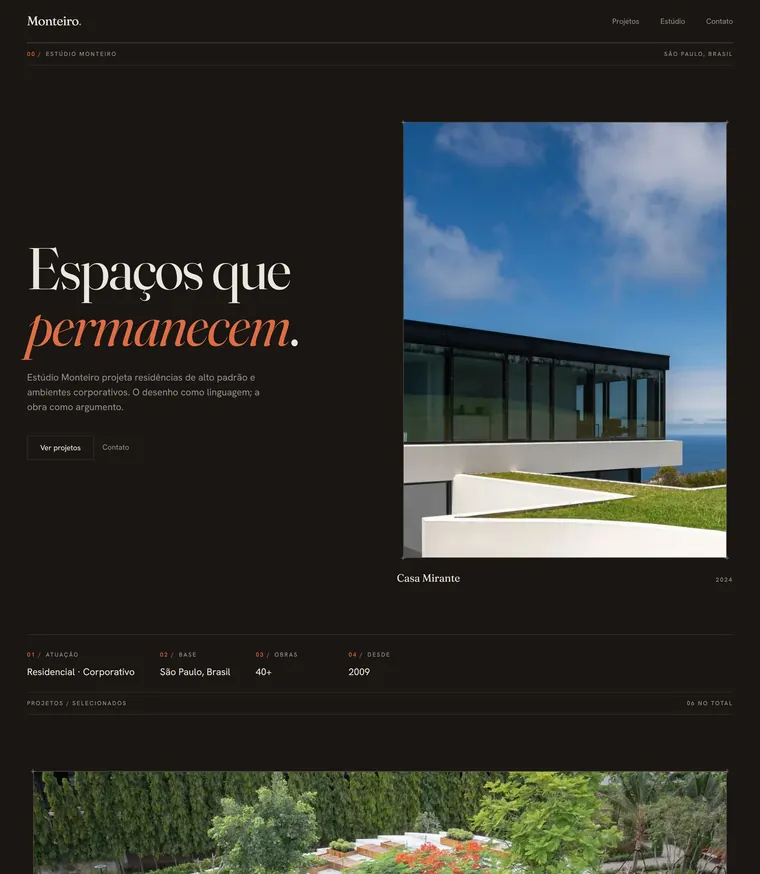 Monteiro.
Projetos Estúdio Contato
00 / ESTÚDIO MONTEIRO
SÃO PAULO, BRASIL
Espaços que
permanecem.
Estúdio Monteiro projeta residências de alto padrão e
ambientes corporativos. O desenho como linguagem; a
obra como argumento.
Ver projetos Contato
Casa Mirante
2024
01 / ATUAÇÃO
Residencial · Corporativo
02 / BASE
São Paulo, Brasil
03 / OBRAS
40+
04 / DESDE
2009
PROJETOS / SELECIONADOS
06 NO TOTAL